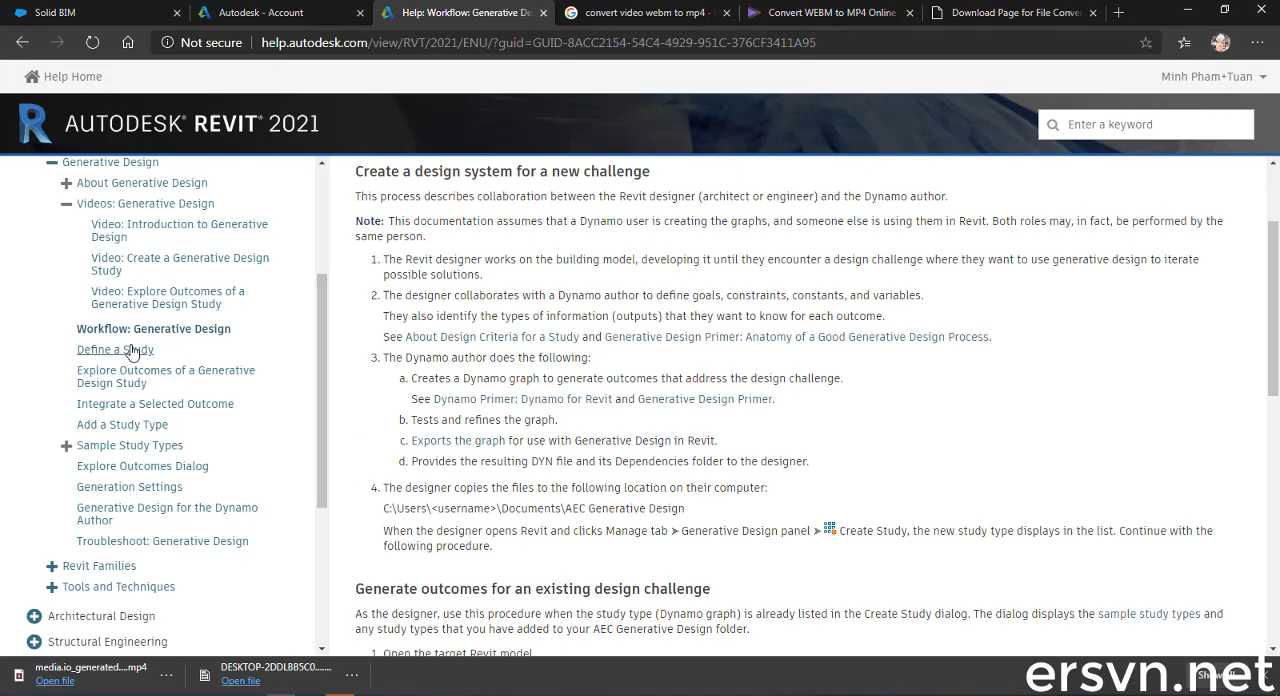 Solid BIM
Autodesk - Account
Help: Workflow: Generative De
convert video webm to mp4 -
Convert WEBM to MP4 Online
Download Page for File Conver
Not secure
help.autodesk.com/view/RVT/2021/ENU/?guid=GUID-8ACC2154-54C4-4929-951C-376CF3411A95
Help Home
Minh Pham+Tuan
AUTODESK® REVIT® 2021
Enter a keyword
Generative Design
About Generative Design
Videos: Generative Design
Video: Introduction to Generative
Design
Video: Create a Generative Design
Study
Video: Explore Outcomes of a
Generative Design Study
Workflow: Generative Design
Define a Study
Explore Outcomes of a Generative
Design Study
Integrate a Selected Outcome
Add a Study Type
Sample Study Types
Explore Outcomes Dialog
Generation Settings
Generative Design for the Dynamo
Author
Troubleshoot: Generative Design
Revit Families
Tools and Techniques
Architectural Design
Structural Engineering
Create a design system for a new challenge
This process describes collaboration between the Revit designer (architect or engineer) and the Dynamo author.
Note: This documentation assumes that a Dynamo user is creating the graphs, and someone else is using them in Revit. Both roles may, in fact, be performed by the
same person.
1. The Revit designer works on the building model, developing it until they encounter a design challenge where they want to use generative design to iterate
possible solutions.
2. The designer collaborates with a Dynamo author to define goals, constraints, constants, and variables.
They also identify the types of information (outputs) that they want to know for each outcome.
See About Design Criteria for a Study and Generative Design Primer: Anatomy of a Good Generative Design Process.
3. The Dynamo author does the following:
a. Creates a Dynamo graph to generate outcomes that address the design challenge.
See Dynamo Primer: Dynamo for Revit and Generative Design Primer.
b. Tests and refines the graph.
c. Exports the graph for use with Generative Design in Revit.
d. Provides the resulting DYN file and its Dependencies folder to the designer.
4. The designer copies the files to the following location on their computer:
C:\Users\<username>\Documents\AEC Generative Design
When the designer opens Revit and clicks Manage tab ➤ Generative Design panel ➤ Create Study, the new study type displays in the list. Continue with the
following procedure.
Generate outcomes for an existing design challenge
As the designer, use this procedure when the study type (Dynamo graph) is already listed in the Create Study dialog. The dialog displays the sample study types and
any study types that you have added to your AEC Generative Design folder.
1. Open the target Revit model.
media.io_generated....mp4
Open file
DESKTOP-2DDLBB5C0.......
Open file
ersvn.net